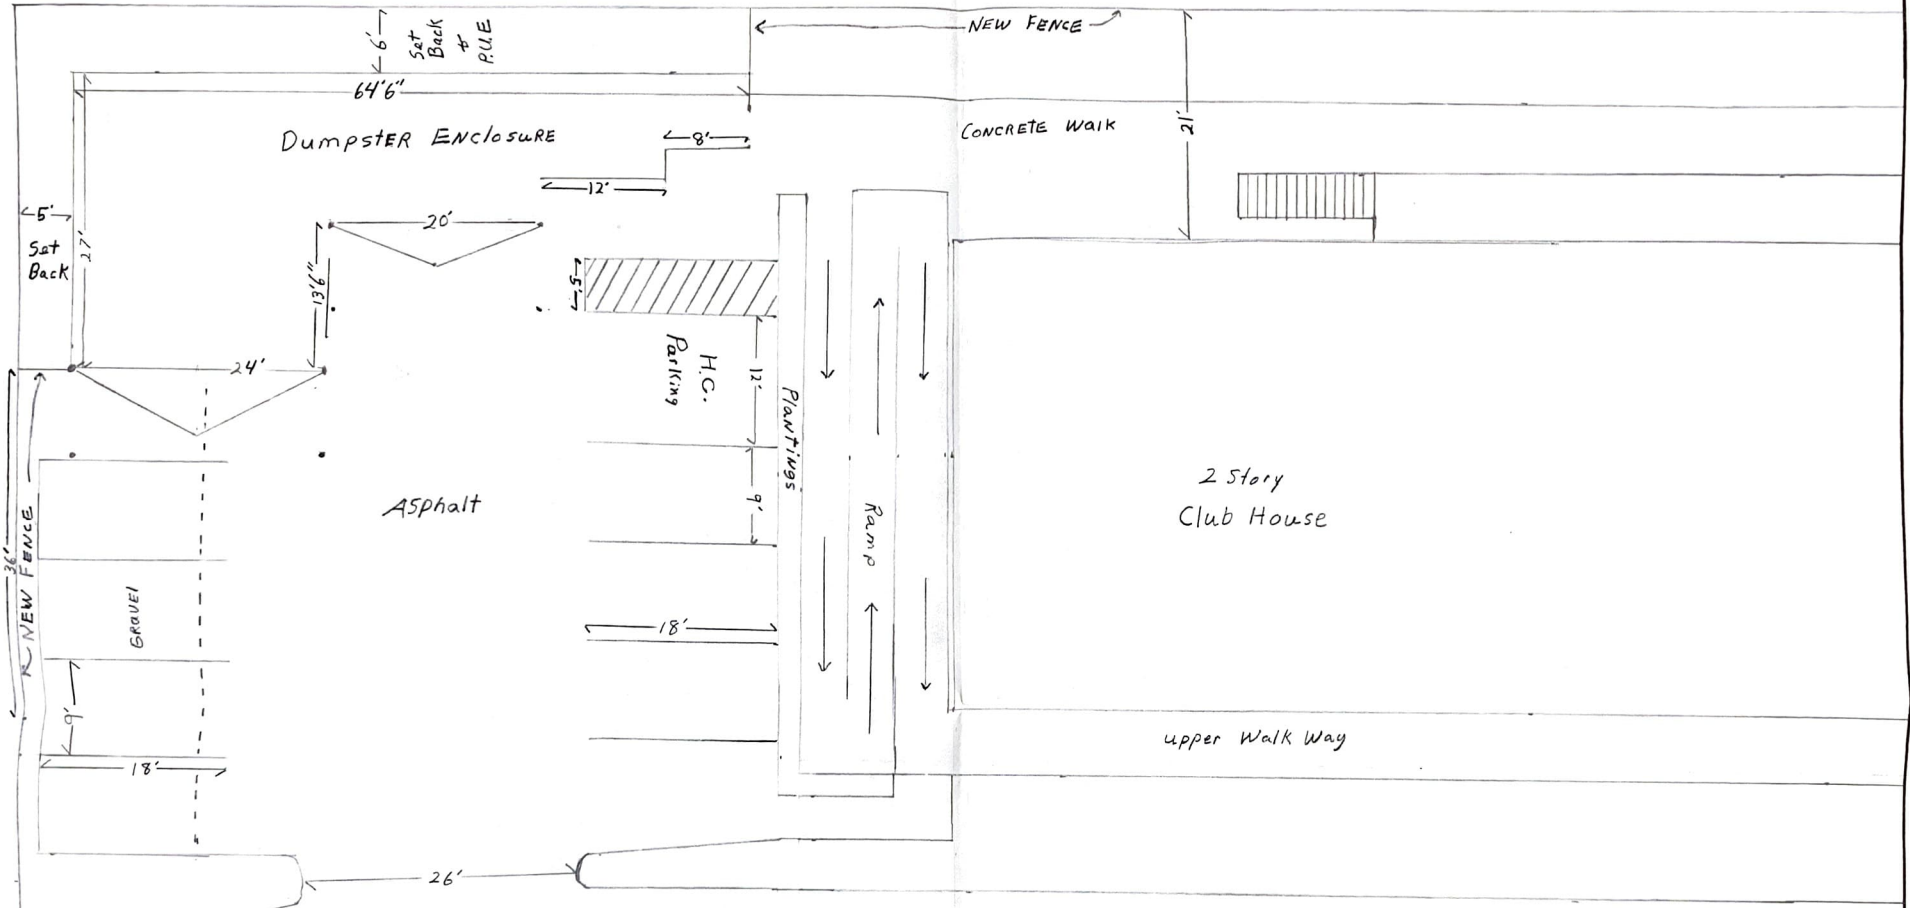 6'
Set
Back
&
P.U.E
NEW FENCE
64'6"
Dumpster Enclosure
8'
CONCRETE Walk
21'
12'
5'
Set
Back
27'
20'
13'6"
5'
24'
H.C.
Parking
12'
Plantings
9'
Asphalt
Ramp
2 Story
Club House
36'
NEW FENCE
GRAVEl
18'
9'
18'
upper Walk Way
26'